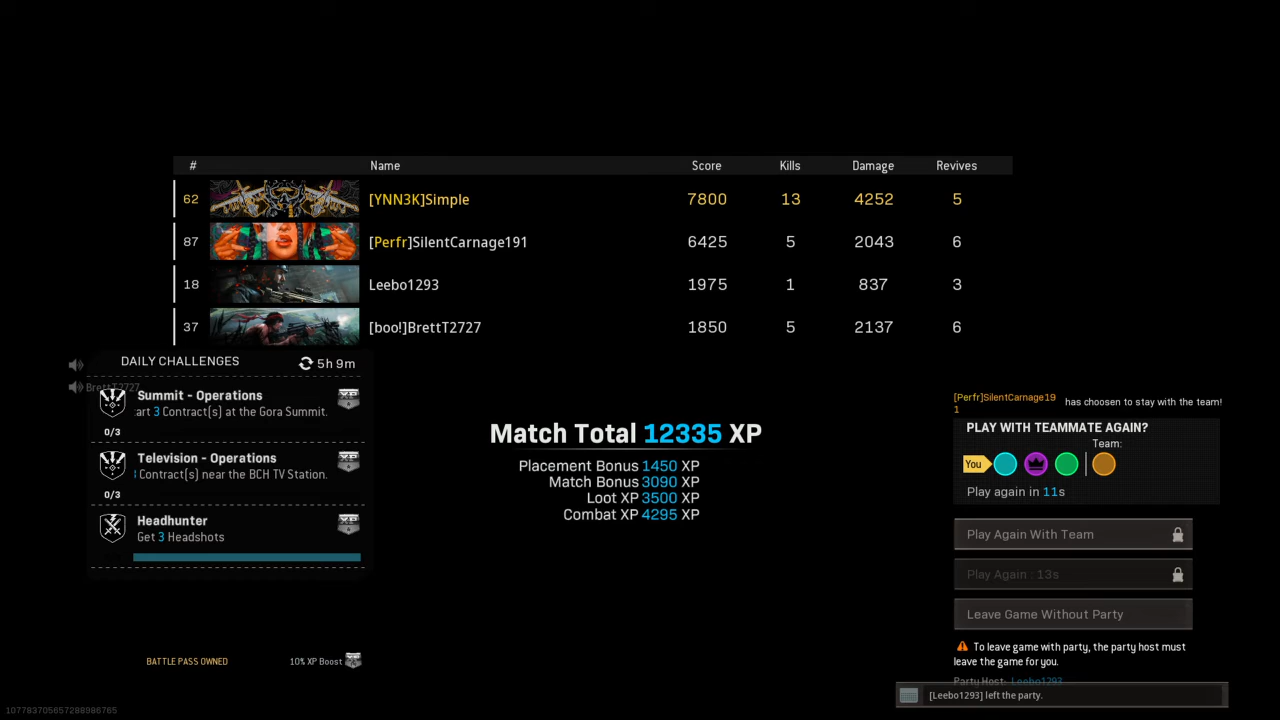 # Name Score Kills Damage Revives
62 [YNN3K]Simple 7800 13 4252 5
87 [Perfr]SilentCarnage191 6425 5 2043 6
18 Leebo1293 1975 1 837 3
37 [boo!]BrettT2727 1850 5 2137 6
DAILY CHALLENGES 5h 9m
BrettT2727
Summit - Operations
art 3 Contract(s) at the Gora Summit.
0/3
Television - Operations
Contract(s) near the BCH TV Station.
0/3
Headhunter
Get 3 Headshots
BATTLE PASS OWNED 10% XP Boost
Match Total 12335 XP
Placement Bonus 1450 XP
Match Bonus 3090 XP
Loot XP 3500 XP
Combat XP 4295 XP
[Perfr]SilentCarnage19
1 has choosen to stay with the team!
PLAY WITH TEAMMATE AGAIN?
Team:
You
Play again in 11s
Play Again With Team
Play Again : 13s
Leave Game Without Party
To leave game with party, the party host must
leave the game for you.
Party Host: Leebo1293
[Leebo1293] left the party.
107783705657288986765